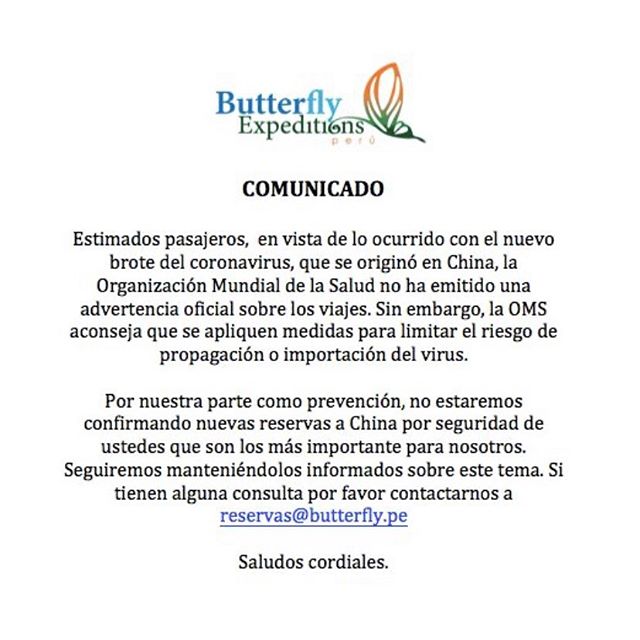 Butterfly
Expeditions
perú
COMUNICADO
Estimados pasajeros, en vista de lo ocurrido con el nuevo
brote del coronavirus, que se originó en China, la
Organización Mundial de la Salud no ha emitido una
advertencia oficial sobre los viajes. Sin embargo, la OMS
aconseja que se apliquen medidas para limitar el riesgo de
propagación o importación del virus.
Por nuestra parte como prevención, no estaremos
confirmando nuevas reservas a China por seguridad de
ustedes que son los más importante para nosotros.
Seguiremos manteniéndolos informados sobre este tema. Si
tienen alguna consulta por favor contactarnos a
reservas@butterfly.pe
Saludos cordiales.